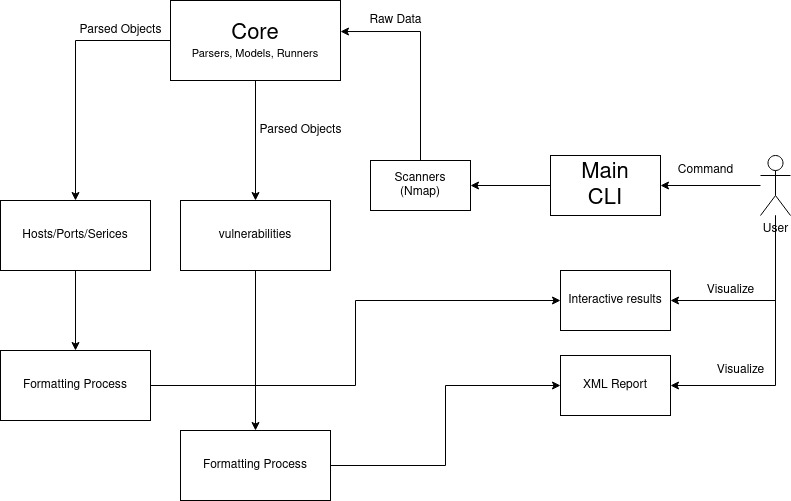 Core
Parsers, Models, Runners
Raw Data
Parsed Objects
Parsed Objects
Scanners
(Nmap)
Main
CLI
Command
User
Hosts/Ports/Serices
vulnerabilities
Interactive results
Visualize
Formatting Process
XML Report
Visualize
Formatting Process